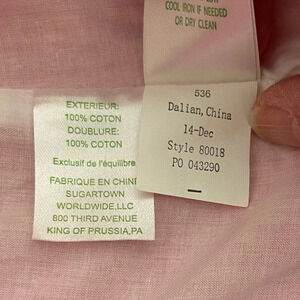 COOL IRON IF NEEDED
OR DRY CLEAN
536
Dalian, China
14-Dec
Style 80018
PO 043290
EXTERIEUR:
100% COTON
DOUBLURE:
100% COTON
Exclusif de l'équilibre
FABRIQUE EN CHINE
SUGARTOWN
WORLDWIDE,LLC
800 THIRD AVENUE
KING OF PRUSSIA,PA